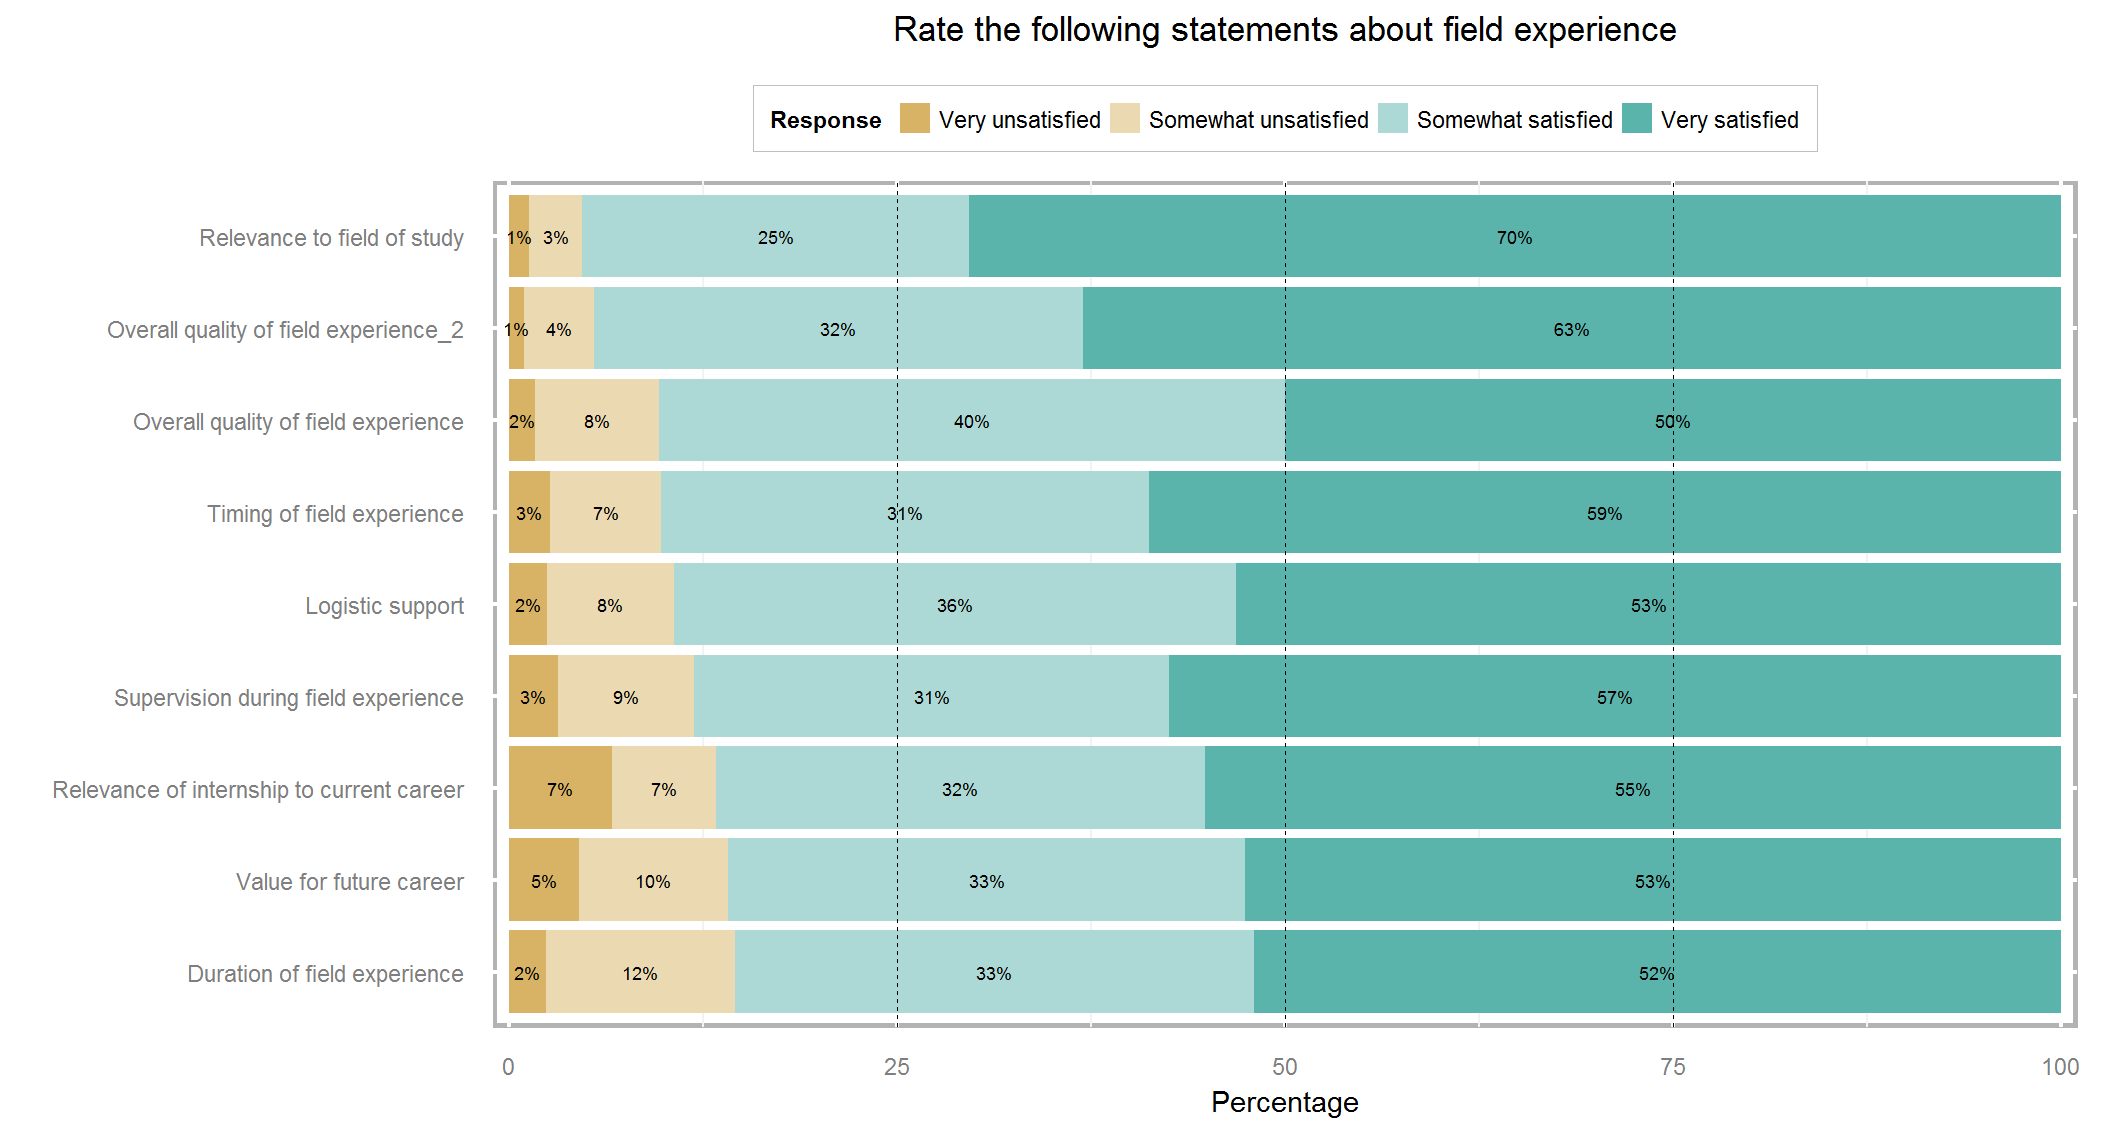 Rate the following statements about field experience
Response Very unsatisfied Somewhat unsatisfied Somewhat satisfied Very satisfied
Relevance to field of study 1% 3% 25% 70%
Overall quality of field experience_2 1% 4% 32% 63%
Overall quality of field experience 2% 8% 40% 50%
Timing of field experience 3% 7% 31% 59%
Logistic support 2% 8% 36% 53%
Supervision during field experience 3% 9% 31% 57%
Relevance of internship to current career 7% 7% 32% 55%
Value for future career 5% 10% 33% 53%
Duration of field experience 2% 12% 33% 52%
0 25 50 75 100
Percentage